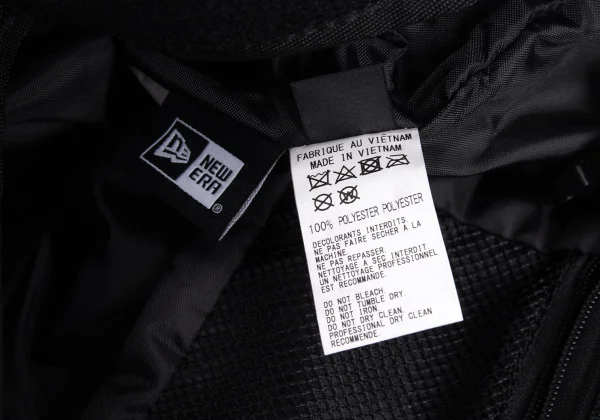 NEW
ERA
®
FABRIQUE AU VIÊTNAM
MADE IN VIETNAM
100% POLYESTER POLYESTER
DECOLORANTS INTERDITS.
NE PAS FAIRE SECHER A LA
MACHINE.
NE PAS REPASSER.
NETTOYAGE A SEC INTERDIT.
UN NETTOYAGE PROFESSIONNEL
EST RECOMMANDE.
DO NOT BLEACH.
DO NOT TUMBLE DRY.
DO NOT IRON.
DO NOT DRY CLEAN.
PROFESSIONAL DRY CLEAN
RECOMMENDE.